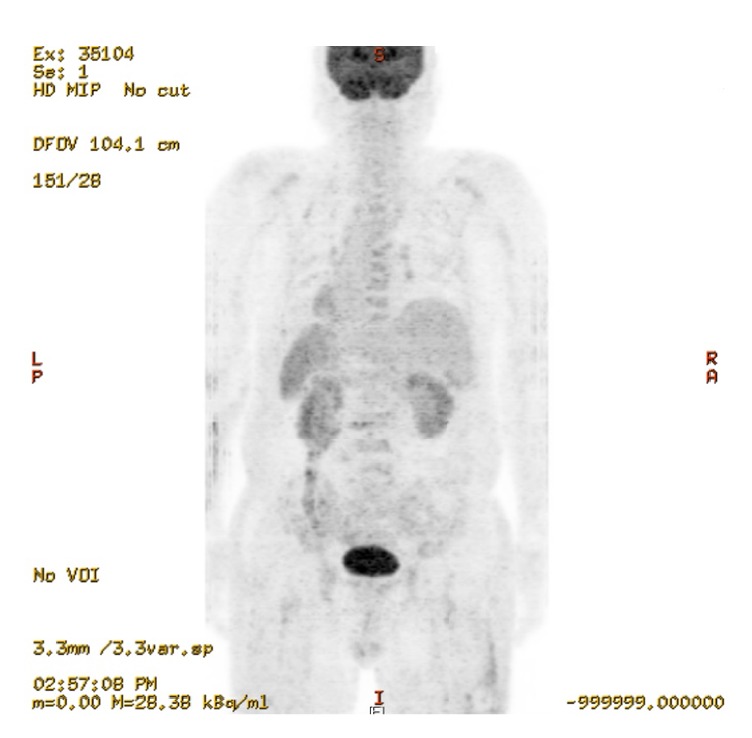 Ex: 35104
Se: 1
HD MIP No cut
S
DFOV 104.1 cm
151/28
L
P
R
A
No VOI
3.3mm /3.3var.sp
02:57:08 PM
m=0.00 M=28.38 kBq/ml
I
-999999.000000